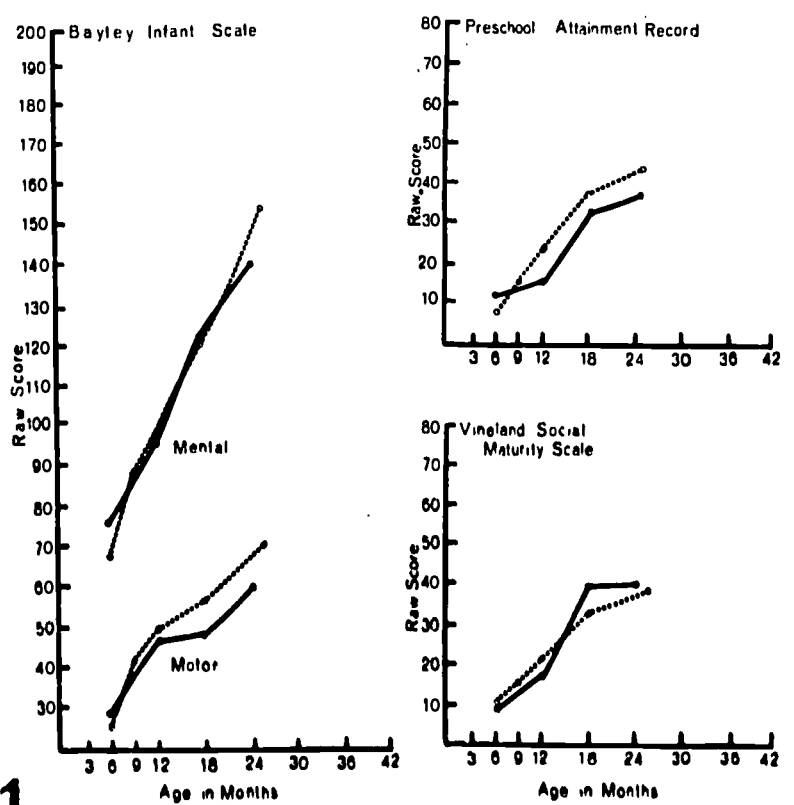 Bayley Infant Scale
200
190
180
170
160
150
140
130
120
110
100
90
80
70
60
50
40
30
Raw Score
Mental
Motor
3 6 9 12 18 24 30 36 42
Age in Months
Preschool Attainment Record
80
70
60
50
40
30
20
10
Raw Score
3 6 9 12 18 24 30 36 42
Vineland Social
Maturity Scale
80
70
60
50
40
30
20
10
Raw Score
3 6 9 12 18 24 30 36 42
Age in Months
1